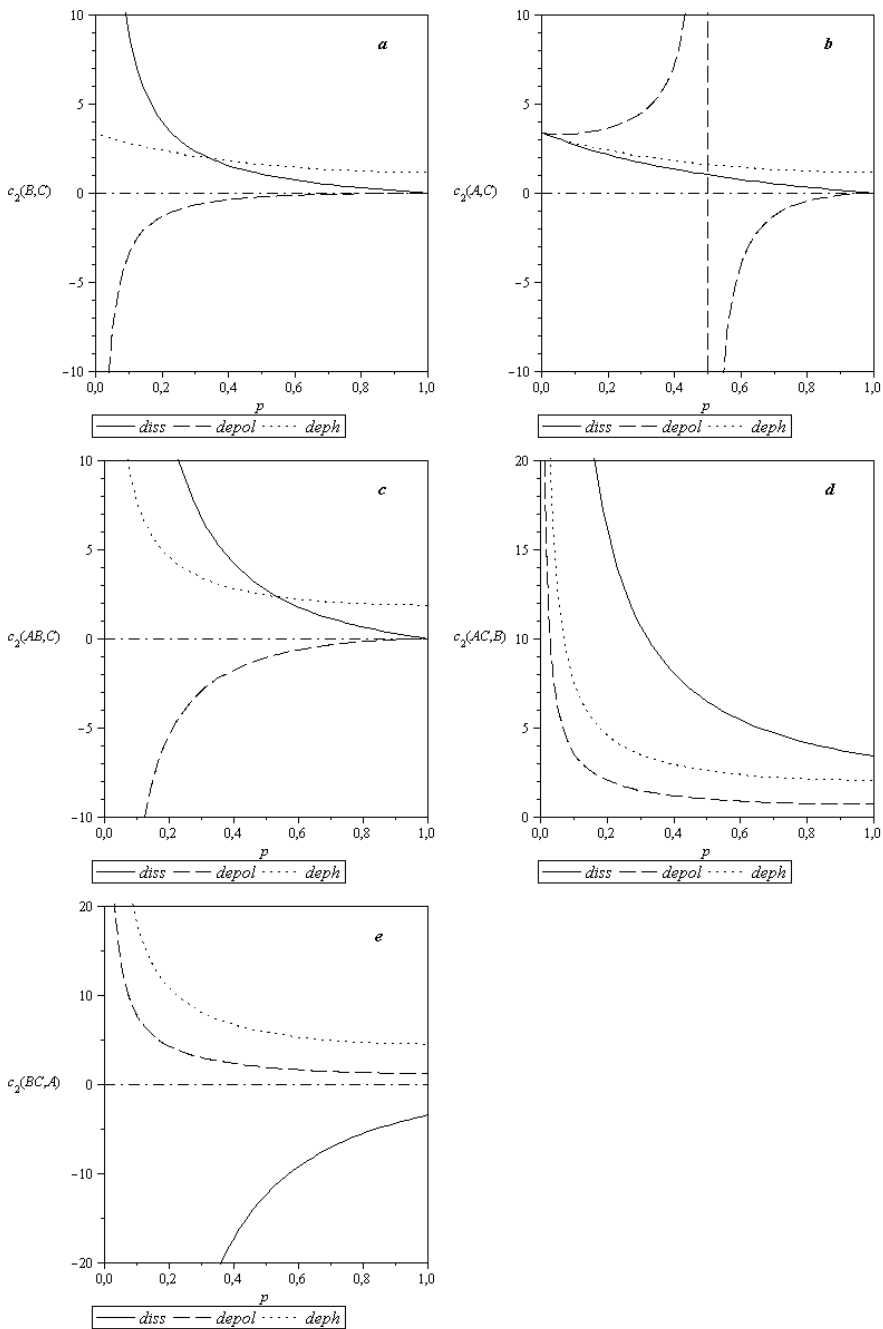 10
5
0
−5
−10
c2(B,C)
a
0,0 0,2 0,4 0,6 0,8 1,0
p
diss depol deph
10
5
0
−5
−10
c2(A,C)
b
0,0 0,2 0,4 0,6 0,8 1,0
p
diss depol deph
10
5
0
−5
−10
c2(AB,C)
c
0,0 0,2 0,4 0,6 0,8 1,0
p
diss depol deph
20
15
10
5
0
c2(AC,B)
d
0,0 0,2 0,4 0,6 0,8 1,0
p
diss depol deph
20
10
0
−10
−20
c2(BC,A)
e
0,0 0,2 0,4 0,6 0,8 1,0
p
diss depol deph